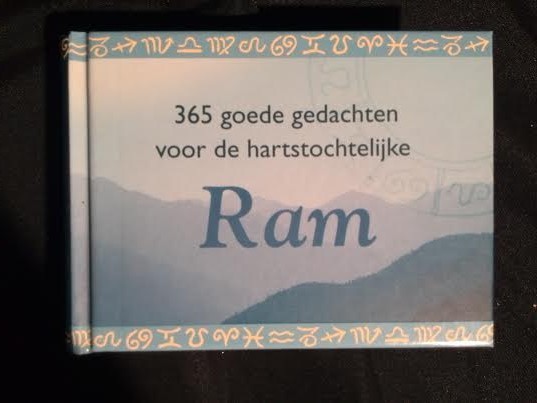 365 goede gedachten
voor de hartstochtelijke
Ram